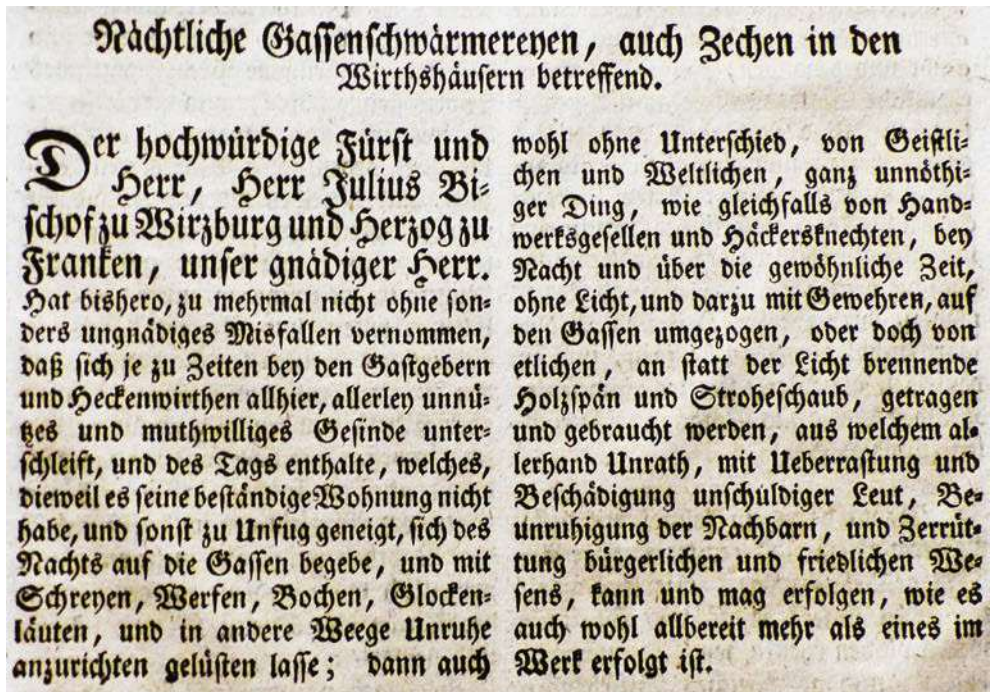 Nächtliche Gassenschwärmereyen, auch Zechen in den
Wirthshäusern betreffend.
Der hochwürdige Fürst und
Herr, Herr Julius Bi-
schof zu Wirzburg und Herzog zu
Franken, unser gnädiger Herr.
Hat bishero, zu mehrmal nicht ohne son-
ders ungnädiges Misfallen vernommen,
daß sich je zu Zeiten bey den Gastgebern
und Heckenwirthen allhier, allerley unnü-
tzes und muthwilliges Gesinde unter-
schleift, und des Tags enthalte, welches,
dieweil es seine beständige Wohnung nicht
habe, und sonst zu Unfug geneigt, sich des
Nachts auf die Gassen begebe, und mit
Schreyen, Werfen, Bochen, Glocken-
läuten, und in andere Weege Unruhe
anzurichten gelüsten lasse; dann auch
wohl ohne Unterschied, von Geistli-
chen und Weltlichen, ganz unnöthi-
ger Ding, wie gleichfalls von Hand-
werksgesellen und Häckersknechten, bey
Nacht und über die gewöhnliche Zeit,
ohne Licht, und darzu mit Gewehren, auf
den Gassen umgezogen, oder doch von
etlichen, an statt der Licht brennende
Holzspän und Stroheschaub, getragen
und gebraucht werden, aus welchem al-
lerhand Unrath, mit Ueberrastung und
Beschädigung unschuldiger Leut, Be-
unruhigung der Nachbarn, und Zerrüt-
tung bürgerlichen und friedlichen We-
sens, kann und mag erfolgen, wie es
auch wohl allbereit mehr als eines im
Werk erfolgt ist.